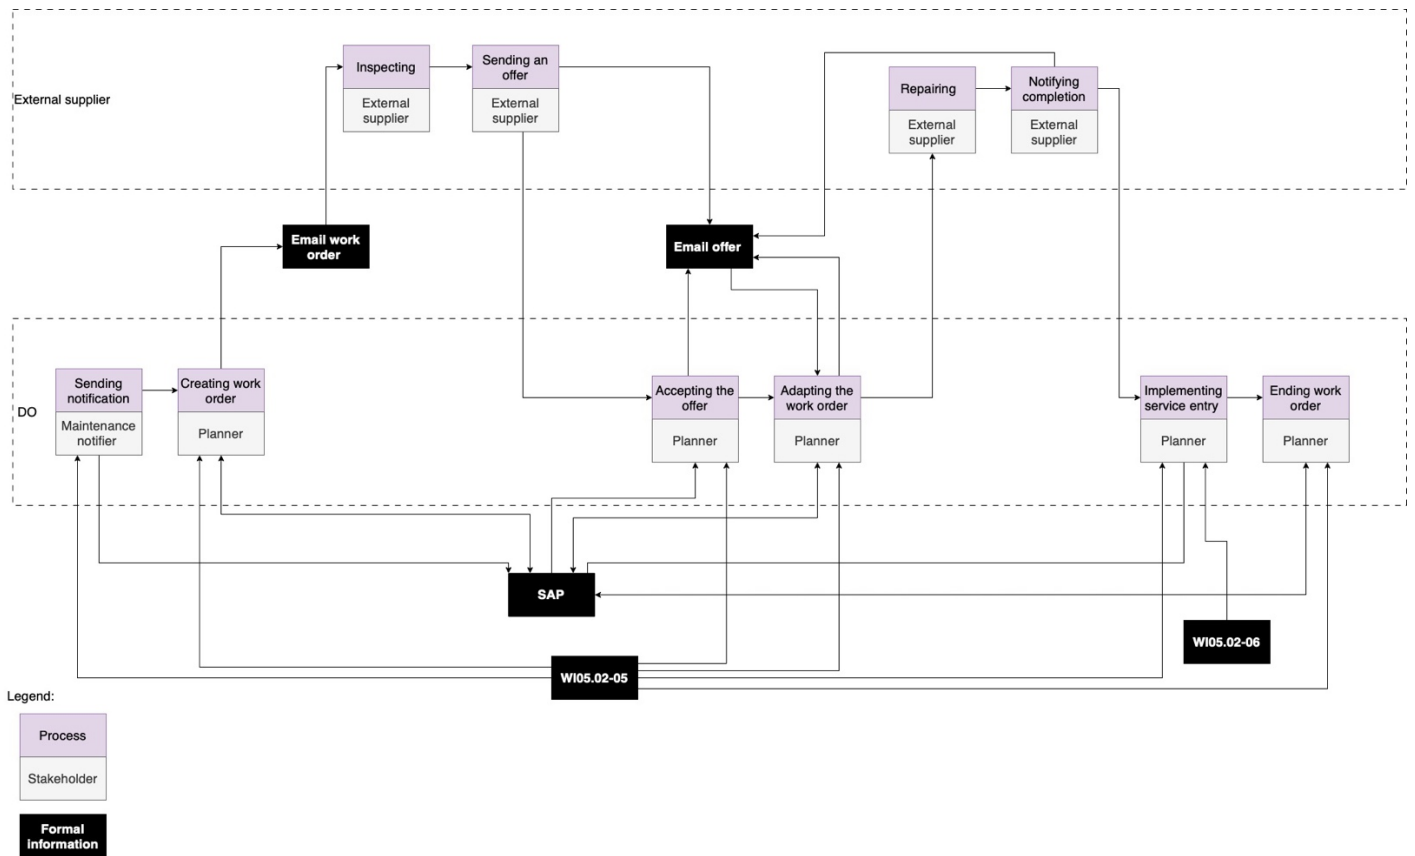 Inspecting
External
supplier
Sending an
offer
External
supplier
External supplier
Repairing
External
supplier
Notifying
completion
External
supplier
Email work
order
Email offer
DO
Sending
notification
Maintenance
notifier
Creating work
order
Planner
Accepting the
offer
Planner
Adapting the
work order
Planner
Implementing
service entry
Planner
Ending work
order
Planner
SAP
WI05.02-06
WI05.02-05
Legend:
Process
Stakeholder
Formal
information